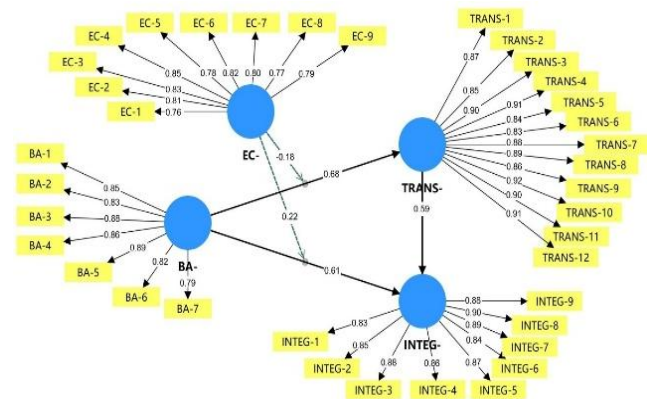 EC-5
EC-6
EC-7
EC-8
EC-9
EC-4
EC-3
EC-2
EC-1
0.85
0.78
0.82
0.80
0.77
0.79
0.83
0.81
0.76
EC-
-0.18
0.22
TRANS-1
TRANS-2
TRANS-3
TRANS-4
TRANS-5
TRANS-6
TRANS-7
TRANS-8
TRANS-9
TRANS-10
TRANS-11
TRANS-12
0.87
0.85
0.90
0.91
0.84
0.83
0.88
0.89
0.86
0.92
0.90
0.91
TRANS-
0.68
0.59
0.61
BA-1
BA-2
BA-3
BA-4
BA-5
BA-6
BA-7
0.85
0.83
0.88
0.86
0.89
0.82
0.79
BA-
INTEG-9
INTEG-8
INTEG-7
INTEG-6
INTEG-5
INTEG-4
INTEG-3
INTEG-2
INTEG-1
0.88
0.90
0.89
0.84
0.87
0.86
0.86
0.85
0.83
INTEG-